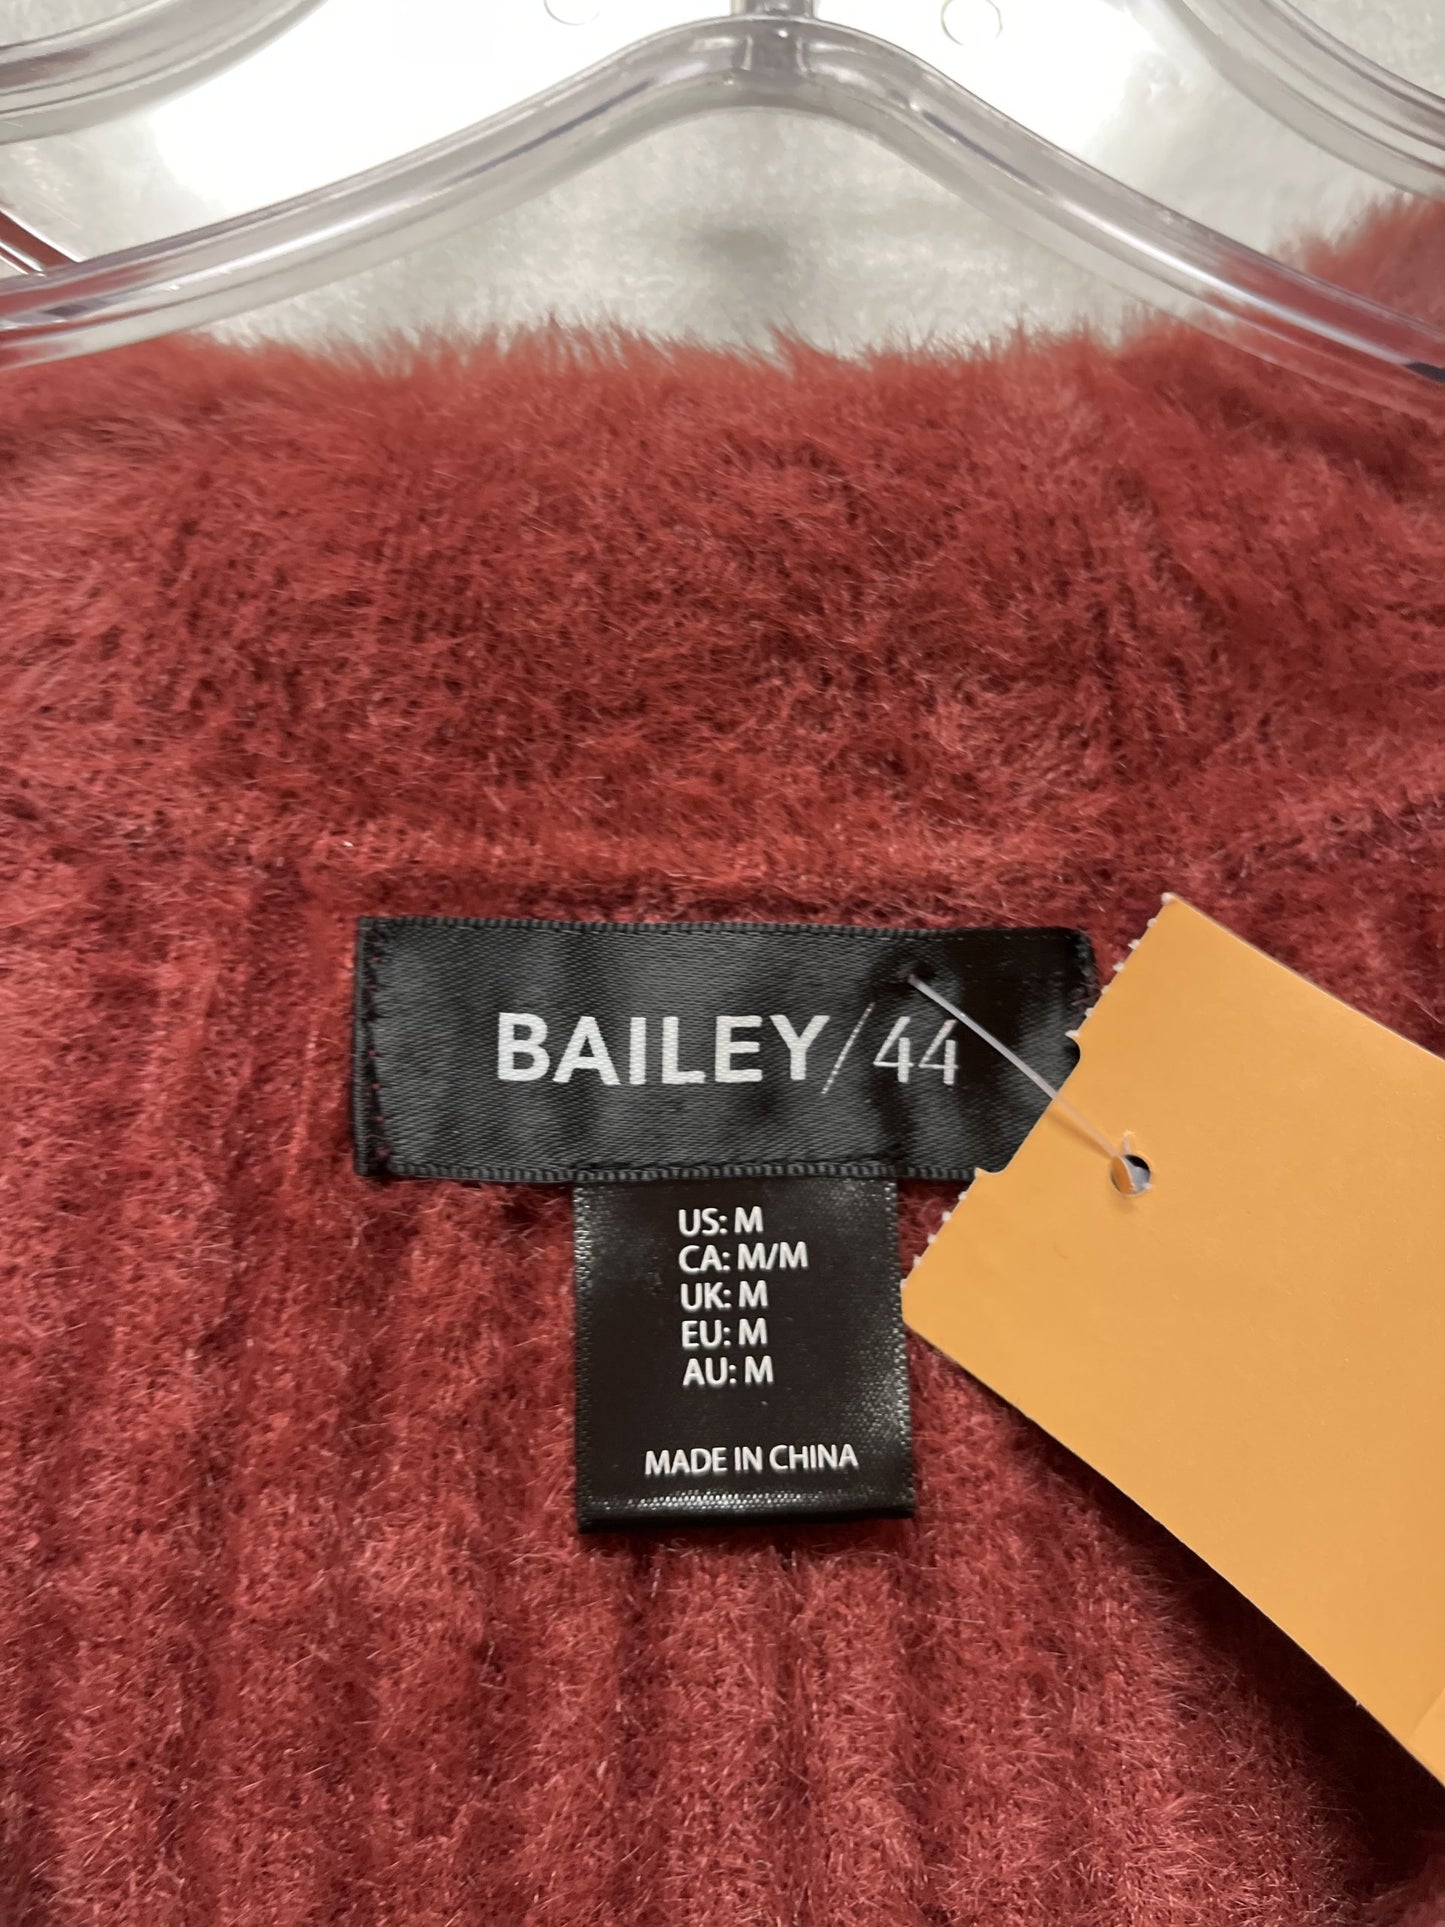 BAILEY/44
US: M
CA: M/M
UK: M
EU: M
AU: M
MADE IN CHINA